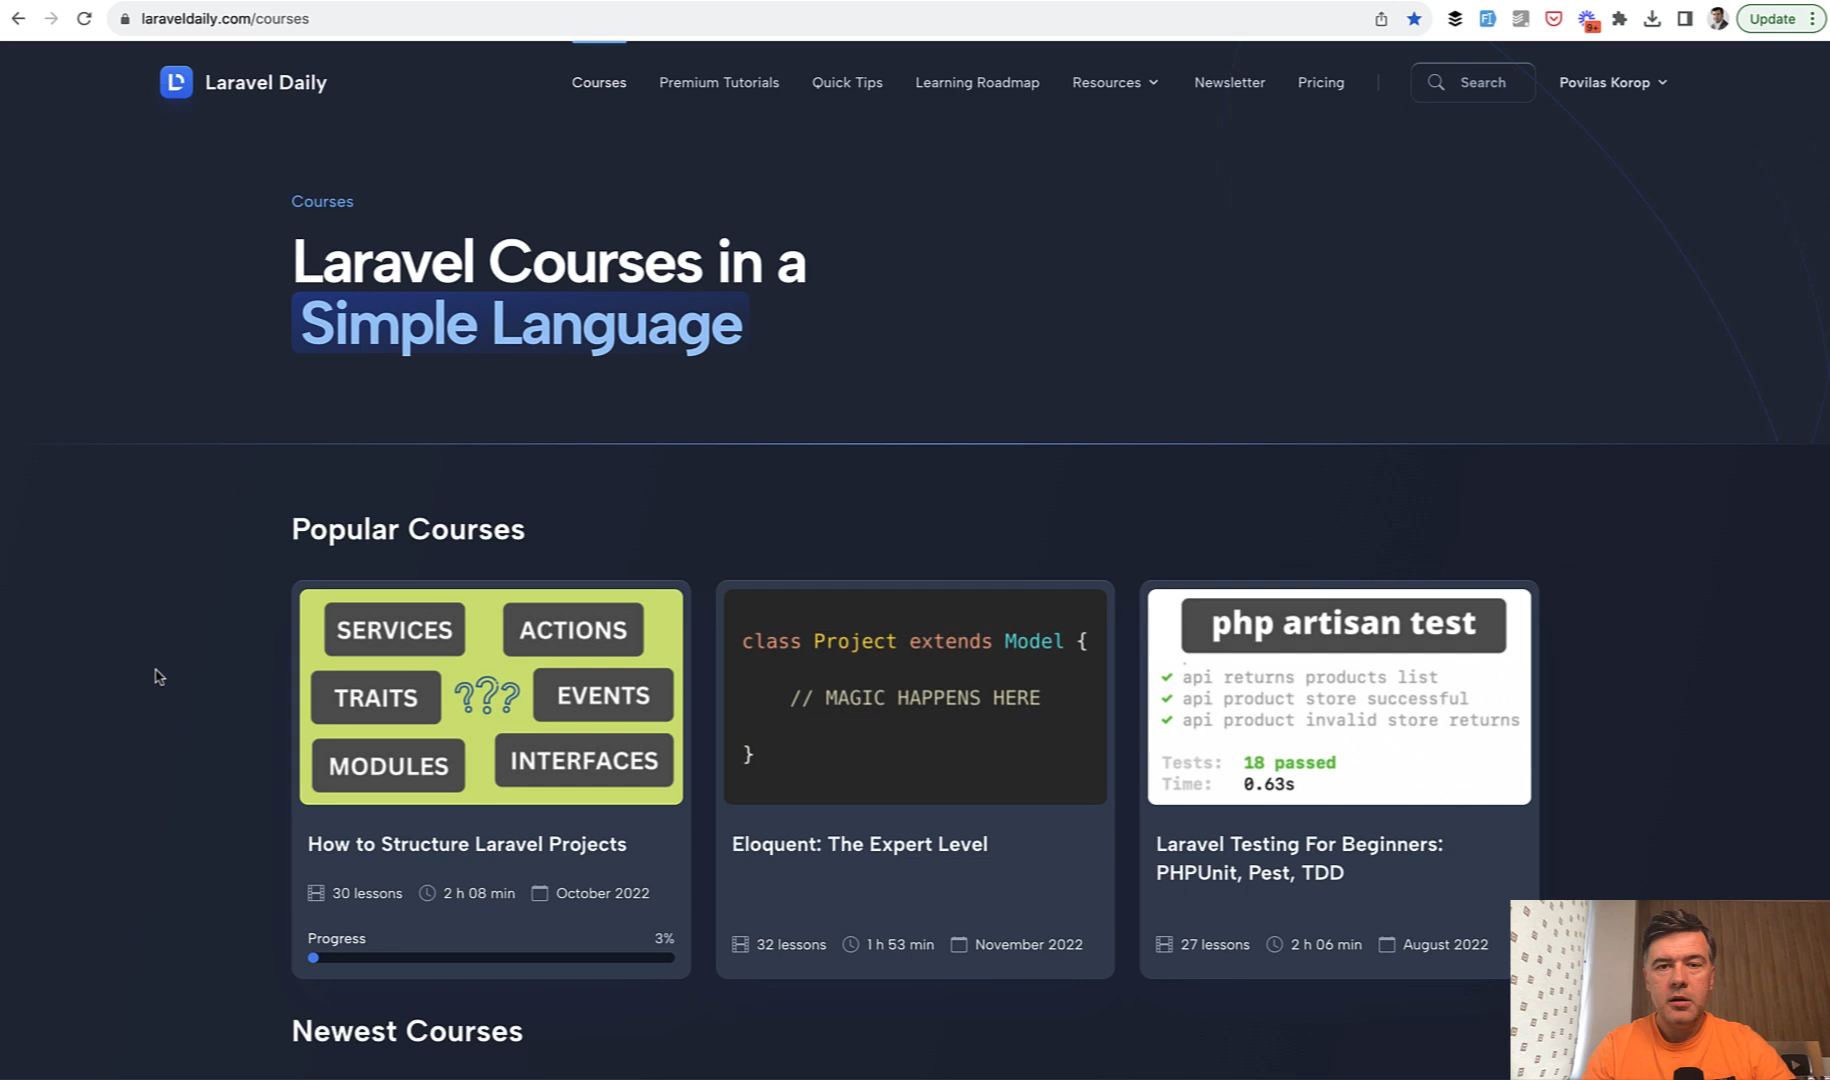 laraveldaily.com/courses
9+
Update
Laravel Daily
Courses
Premium Tutorials
Quick Tips
Learning Roadmap
Resources
Newsletter
Pricing
Search
Povilas Korop
Courses
Laravel Courses in a
Simple Language
Popular Courses
SERVICES
ACTIONS
TRAITS
???
EVENTS
MODULES
INTERFACES
How to Structure Laravel Projects
30 lessons
2 h 08 min
October 2022
Progress
3%
class Project extends Model {
// MAGIC HAPPENS HERE
}
Eloquent: The Expert Level
32 lessons
1 h 53 min
November 2022
php artisan test
✓ api returns products list
✓ api product store successful
✓ api product invalid store returns
Tests: 18 passed
Time: 0.63s
Laravel Testing For Beginners:
PHPUnit, Pest, TDD
27 lessons
2 h 06 min
August 2022
Newest Courses